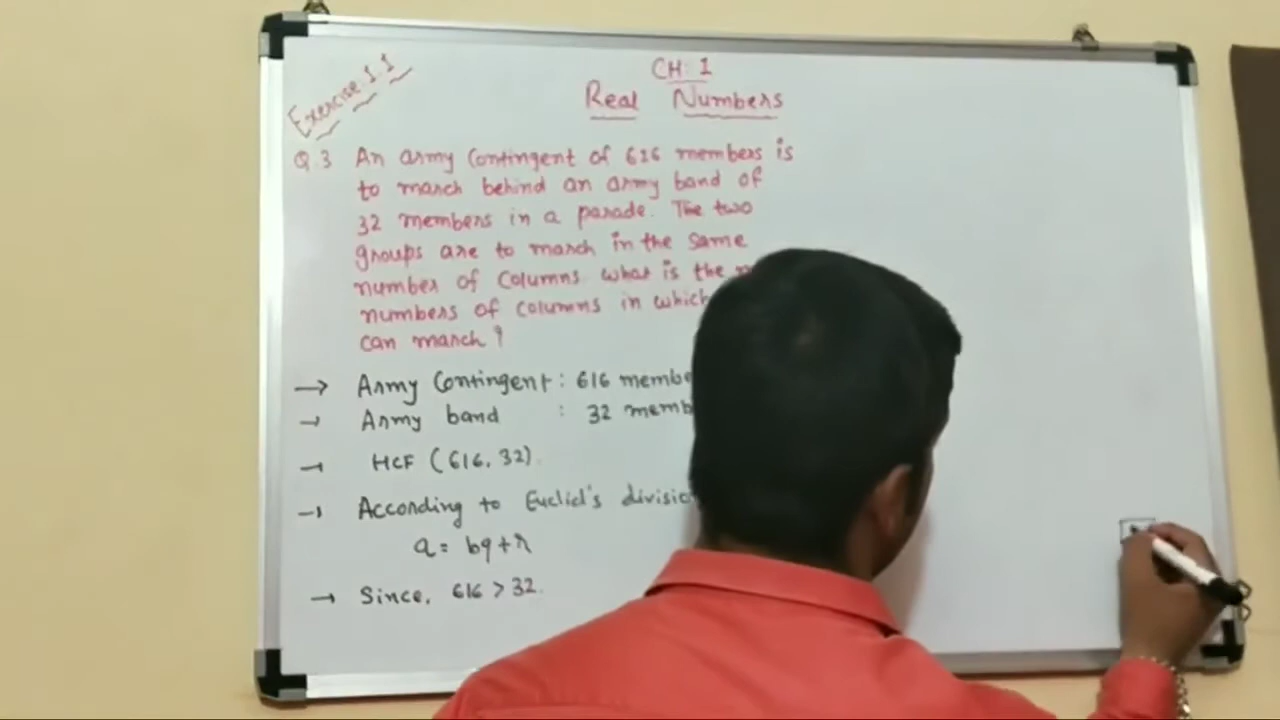 Exercise: 1.1
CH: 1
Real Numbers
Q.3 An army contingent of 616 members is
to march behind an army band of
32 members in a parade. The two
groups are to march in the same
number of columns. what is the
numbers of columns in which
can march?
→ Army Contingent : 616
→ Army band : 32
→ HCF (616, 32).
→ According to Euclid's
a = bq + r
→ Since, 616 > 32.